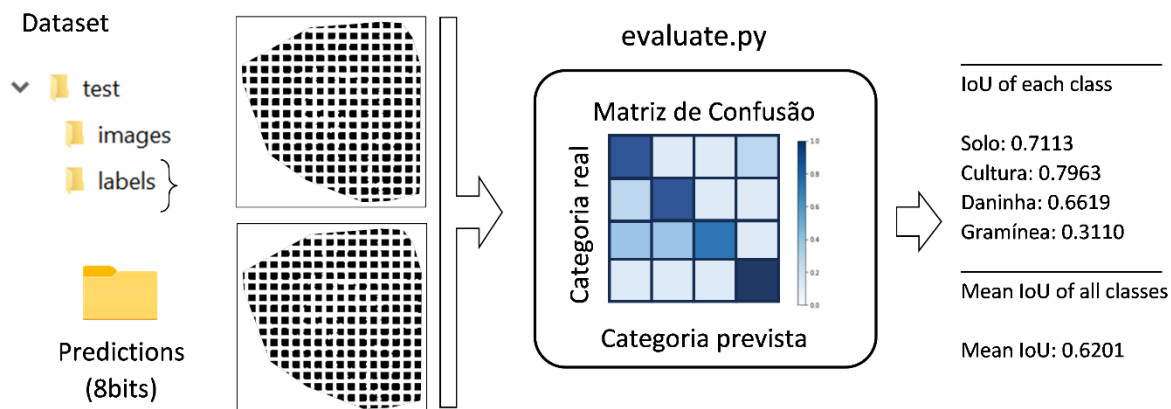 Dataset
test
images
labels
Predictions
(8bits)
evaluate.py
Matriz de Confusão
Categoria real
1.0
0.8
0.6
0.4
0.2
0.0
Categoria prevista
IoU of each class
Solo: 0.7113
Cultura: 0.7963
Daninha: 0.6619
Gramínea: 0.3110
Mean IoU of all classes
Mean IoU: 0.6201